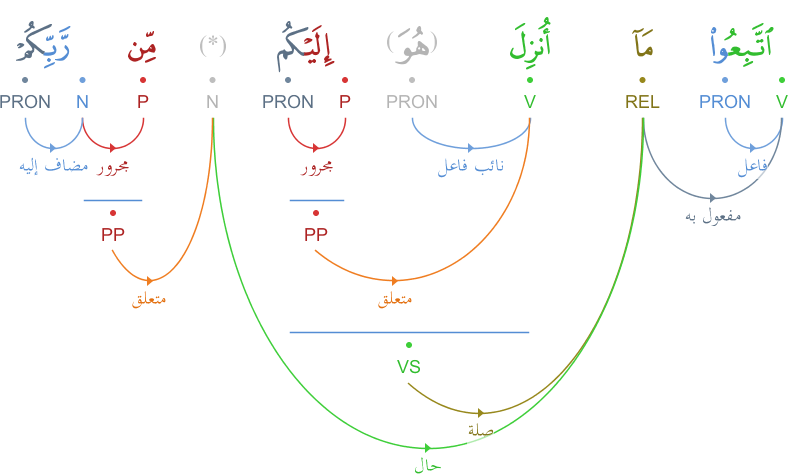 ٱتَّبِعُوا۟ مَآ أُنزِلَ (هُوَ) إِلَيْكُم (*) مِّن رَّبِّكُمْ
PRON N P N PRON P PRON V REL PRON V
مضاف إليه مجرور مجرور نائب فاعل فاعل
مفعول به
PP PP
متعلق متعلق
VS
صلة
حال